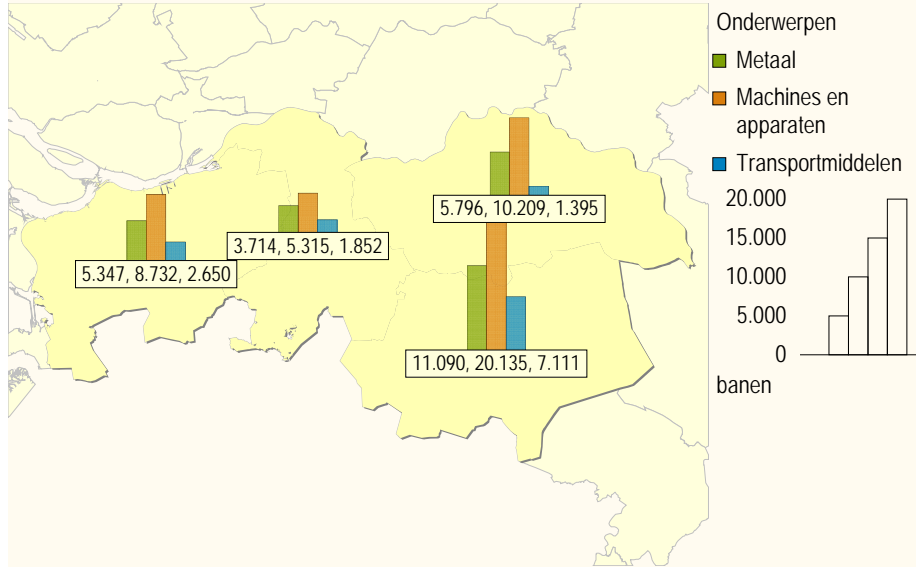 Onderwerpen
Metaal
Machines en
apparaten
Transportmiddelen
20.000
15.000
10.000
5.000
0
banen
5.796, 10.209, 1.395
3.714, 5.315, 1.852
5.347, 8.732, 2.650
11.090, 20.135, 7.111